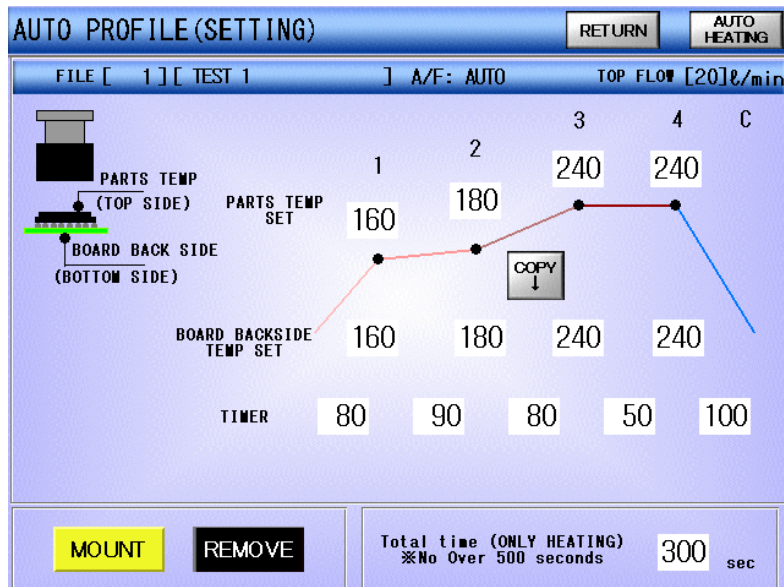 AUTO PROFILE(SETTING)
RETURN
AUTO
HEATING
FILE [ 1 ][ TEST 1 ] A/F: AUTO TOP FLOW [20]ℓ/min
1 2 3 4 C
PARTS TEMP
(TOP SIDE)
BOARD BACK SIDE
(BOTTOM SIDE)
PARTS TEMP
SET
160 180 240 240
COPY
↓
BOARD BACKSIDE
TEMP SET
160 180 240 240
TIMER 80 90 80 50 100
MOUNT
REMOVE
Total time (ONLY HEATING)
※No Over 500 seconds
300 sec